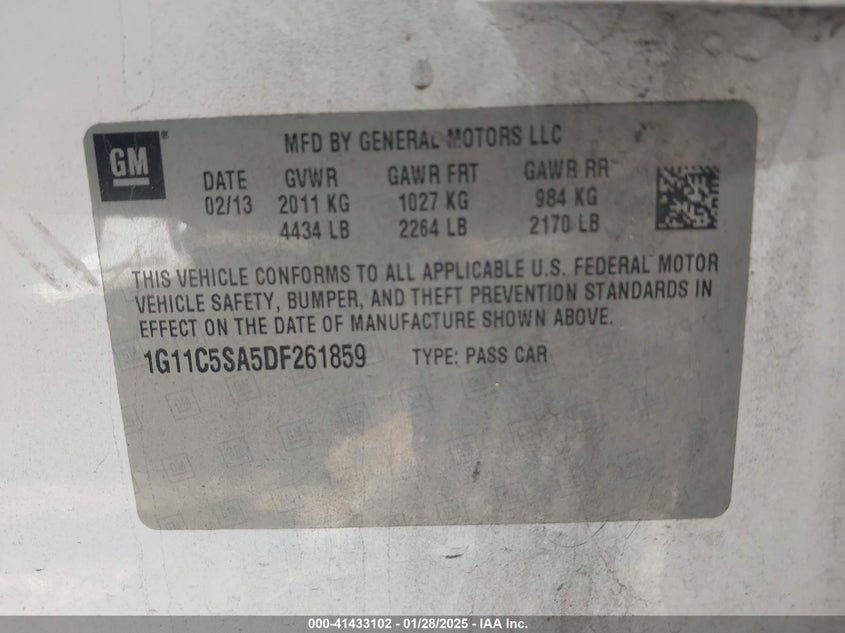 GM ®
MFD BY GENERAL MOTORS LLC
DATE GVWR GAWR FRT GAWR RR
02/13 2011 KG 1027 KG 984 KG
4434 LB 2264 LB 2170 LB
THIS VEHICLE CONFORMS TO ALL APPLICABLE U.S. FEDERAL MOTOR
VEHICLE SAFETY, BUMPER, AND THEFT PREVENTION STANDARDS IN
EFFECT ON THE DATE OF MANUFACTURE SHOWN ABOVE.
1G11C5SA5DF261859 TYPE: PASS CAR
000-41433102 - 01/28/2025 - IAA Inc.